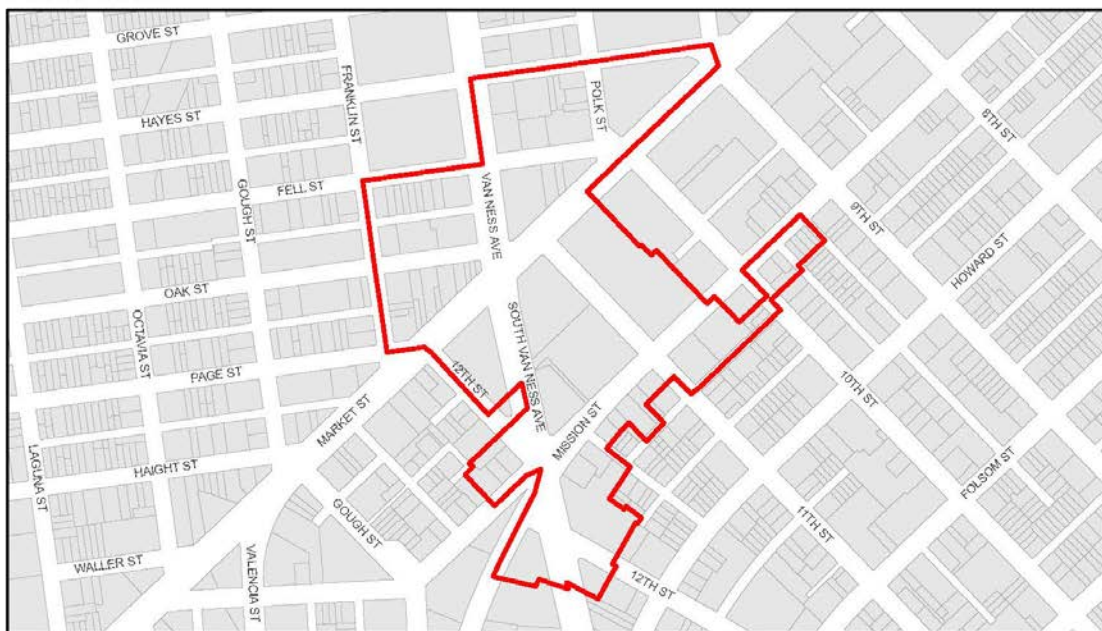 GROVE ST
HAYES ST
FRANKLIN ST
POLK ST
8TH ST
GOUGH ST
FELL ST
VAN NESS AVE
9TH ST
HOWARD ST
OAK ST
OCTAVIA ST
SOUTH VAN NESS AVE
PAGE ST
12TH ST
MARKET ST
10TH ST
MISSION ST
LAGUNA ST
HAIGHT ST
GOUGH ST
FOLSOM ST
11TH ST
WALLER ST
VALENCIA ST
12TH ST